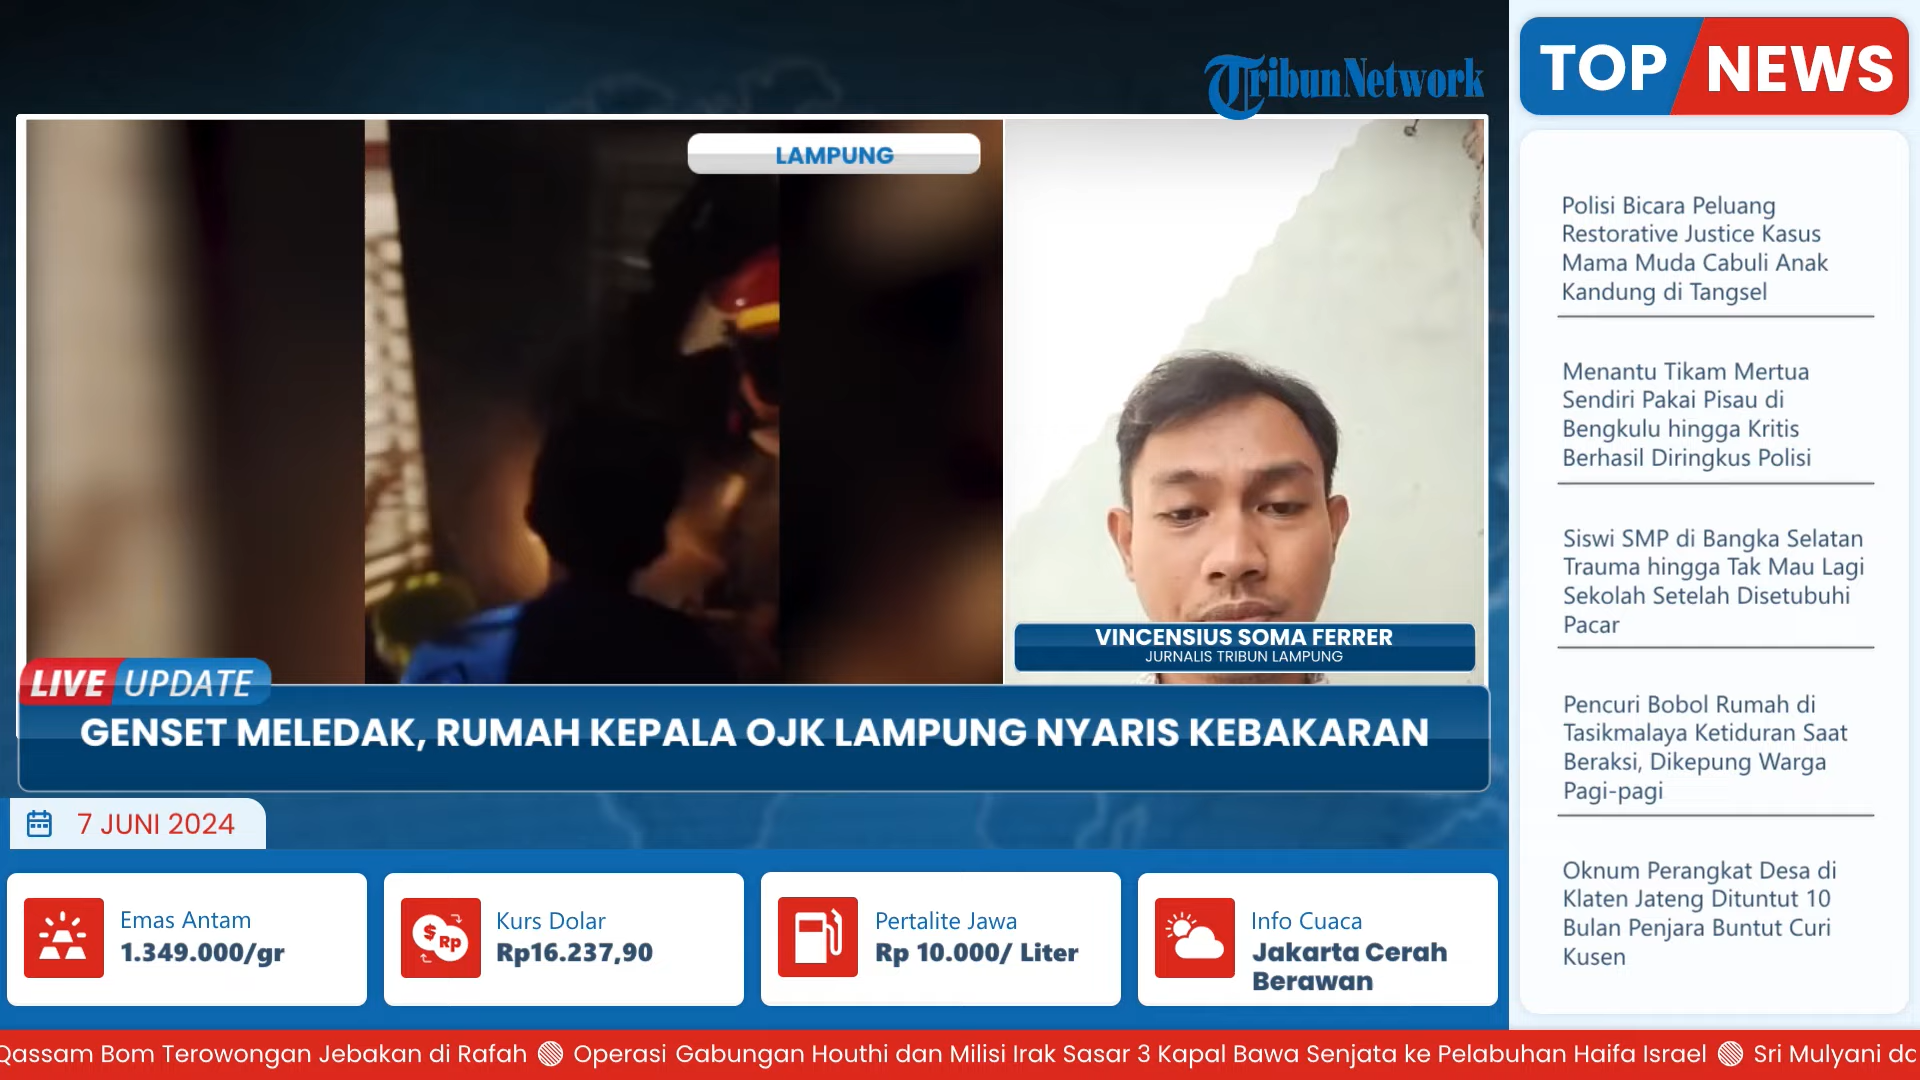 TribunNetwork
LAMPUNG
VINCENSIUS SOMA FERRER
JURNALIS TRIBUN LAMPUNG
LIVE UPDATE
GENSET MELEDAK, RUMAH KEPALA OJK LAMPUNG NYARIS KEBAKARAN
7 JUNI 2024
Emas Antam
1.349.000/gr
Kurs Dolar
Rp16.237,90
Pertalite Jawa
Rp 10.000/ Liter
Info Cuaca
Jakarta Cerah
Berawan
TOP NEWS
Polisi Bicara Peluang
Restorative Justice Kasus
Mama Muda Cabuli Anak
Kandung di Tangsel
Menantu Tikam Mertua
Sendiri Pakai Pisau di
Bengkulu hingga Kritis
Berhasil Diringkus Polisi
Siswi SMP di Bangka Selatan
Trauma hingga Tak Mau Lagi
Sekolah Setelah Disetubuhi
Pacar
Pencuri Bobol Rumah di
Tasikmalaya Ketiduran Saat
Beraksi, Dikepung Warga
Pagi-pagi
Oknum Perangkat Desa di
Klaten Jateng Dituntut 10
Bulan Penjara Buntut Curi
Kusen
Qassam Bom Terowongan Jebakan di Rafah Operasi Gabungan Houthi dan Milisi Irak Sasar 3 Kapal Bawa Senjata ke Pelabuhan Haifa Israel Sri Mulyani